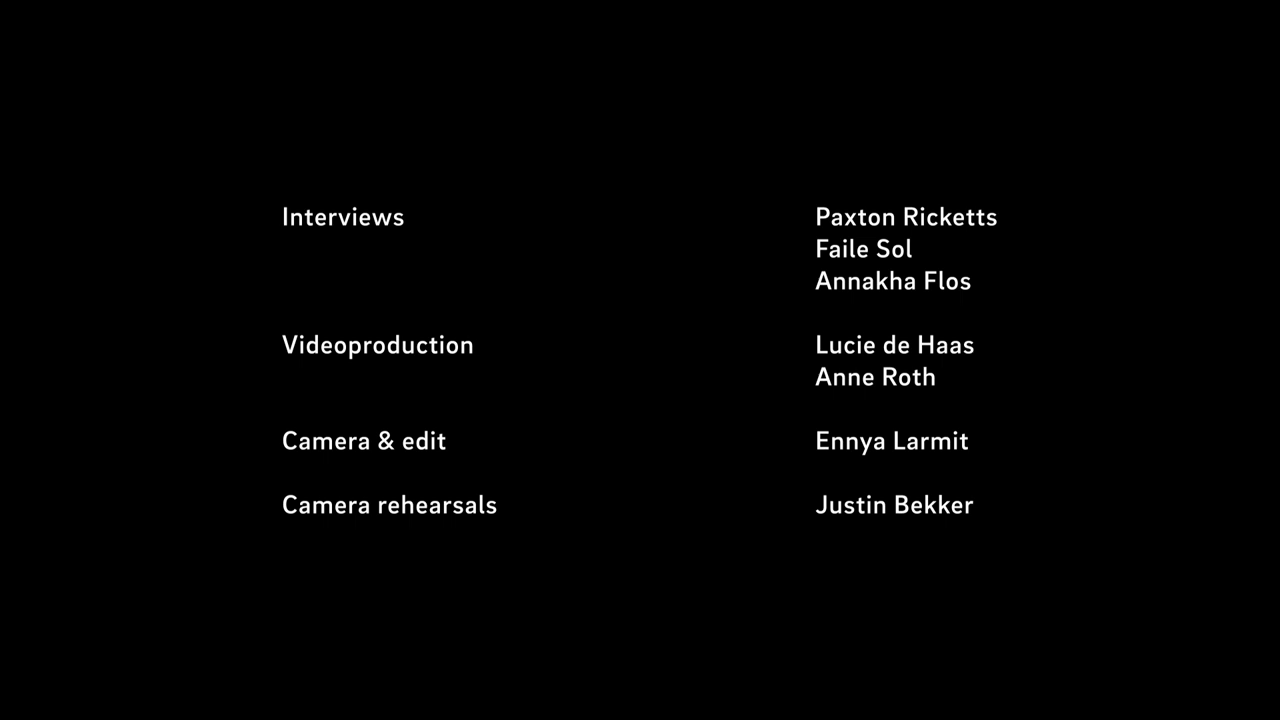 Interviews Paxton Ricketts
Faile Sol
Annakha Flos
Videoproduction Lucie de Haas
Anne Roth
Camera & edit Ennya Larmit
Camera rehearsals Justin Bekker